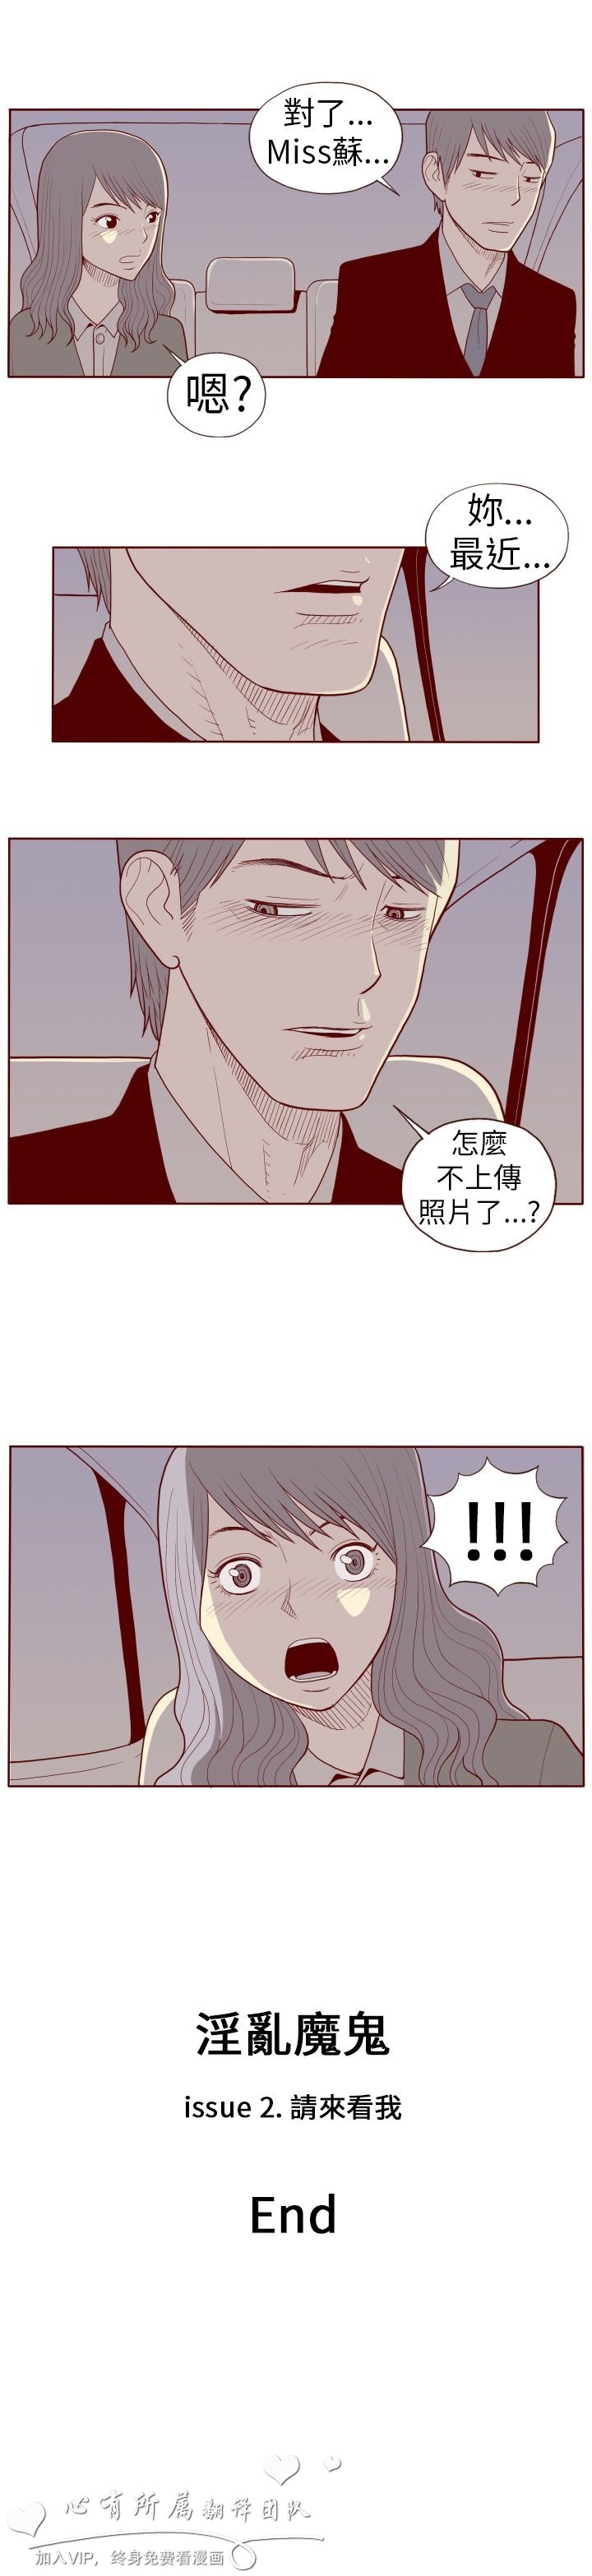 對了...
Miss蘇...
嗯?
妳...
最近...
怎麼
不上傳
照片了...?
!!!
淫亂魔鬼
issue 2. 請來看我
End
心有所属翻译团队
加入VIP，终身免费看漫画